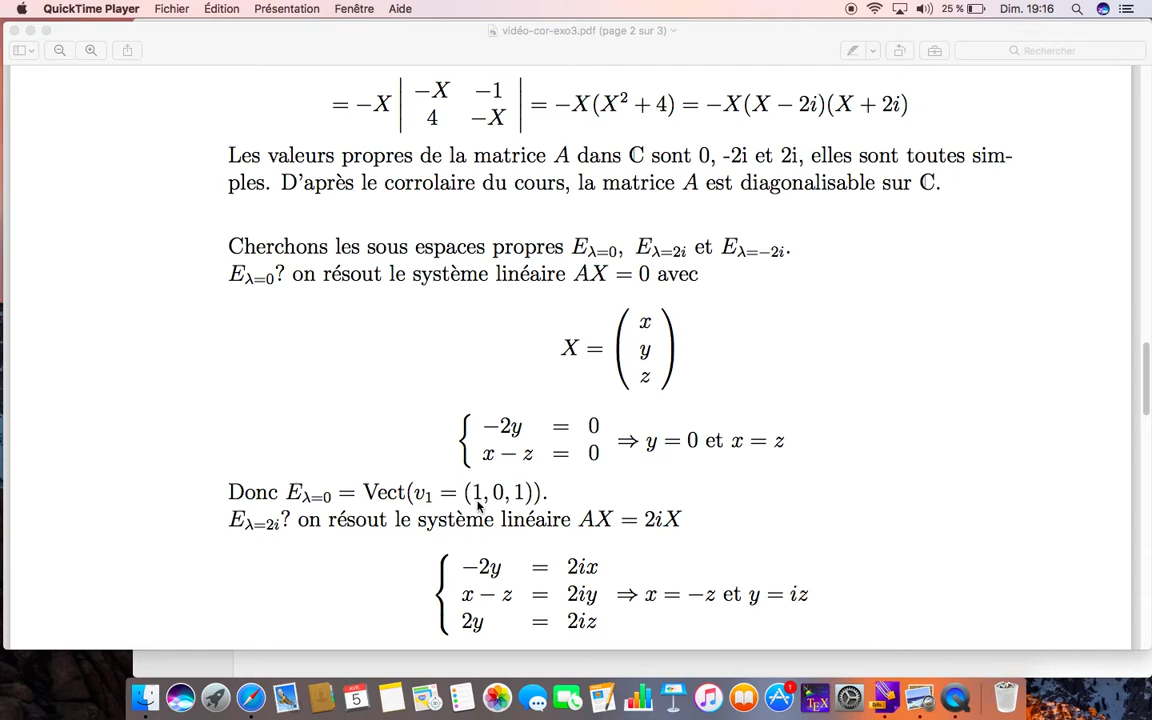 QuickTime Player Fichier Édition Présentation Fenêtre Aide 25 % Dim. 19:16
vidéo-cor-exo3.pdf (page 2 sur 3)
Rechercher
= −X | −X −1 ; 4 −X | = −X(X² + 4) = −X(X − 2i)(X + 2i)
Les valeurs propres de la matrice A dans ℂ sont 0, -2i et 2i, elles sont toutes sim-
ples. D'après le corrolaire du cours, la matrice A est diagonalisable sur ℂ.
Cherchons les sous espaces propres E_{λ=0}, E_{λ=2i} et E_{λ=−2i}.
E_{λ=0}? on résout le système linéaire AX = 0 avec
X = ( x ; y ; z )
{ −2y = 0 ; x − z = 0 ⇒ y = 0 et x = z
Donc E_{λ=0} = Vect(v₁ = (1, 0, 1)).
E_{λ=2i}? on résout le système linéaire AX = 2iX
{ −2y = 2ix ; x − z = 2iy ; 2y = 2iz ⇒ x = −z et y = iz
AVR.
5
1
TEX